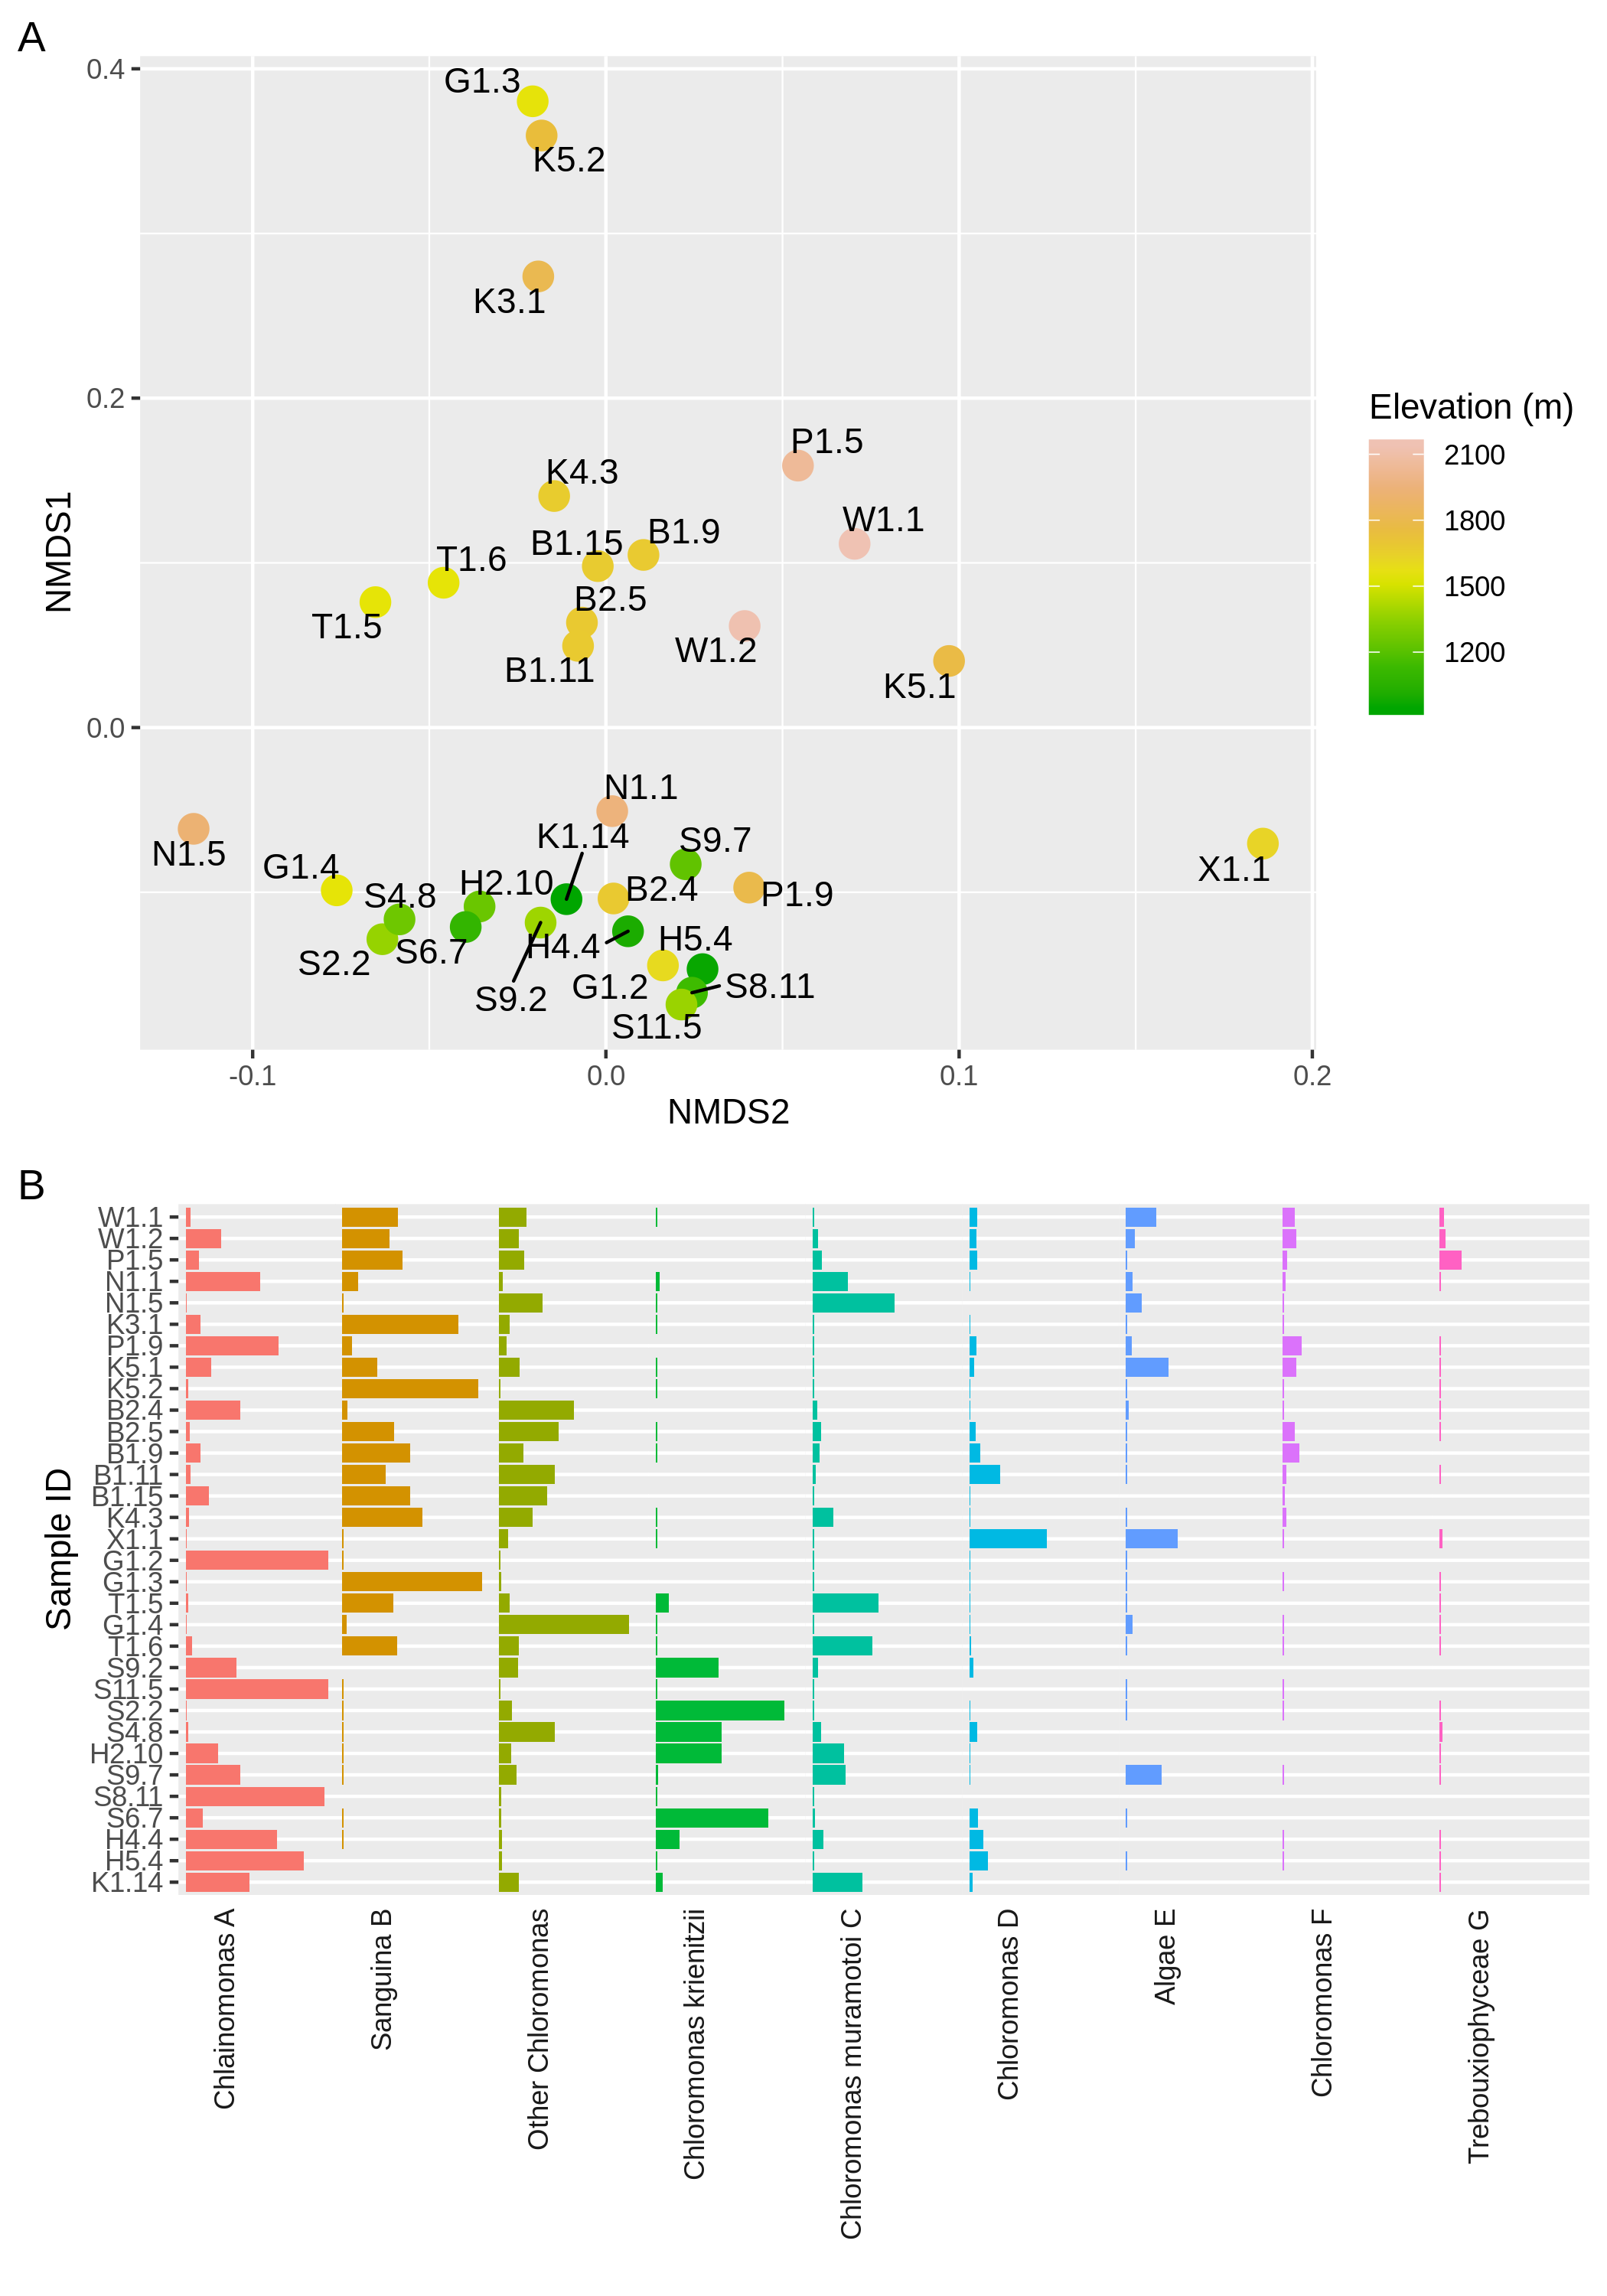 A
G1.3
0.4
K5.2
K3.1
0.2
P1.5
K4.3
W1.1
B1.9
B1.15
T1.6
NMDS1
B2.5
T1.5
W1.2
B1.11
K5.1
0.0
N1.1
K1.14
S9.7
N1.5
G1.4
X1.1
H2.10
B2.4
S4.8
P1.9
H5.4
H4.4
S6.7
S2.2
S8.11
G1.2
S9.2
S11.5
-0.1
0.0
0.1
0.2
NMDS2
Elevation (m)
2100
1800
1500
1200
B
Sample ID
W1.1
W1.2
P1.5
N1.1
N1.5
K3.1
P1.9
K5.1
K5.2
B2.4
B2.5
B1.9
B1.11
B1.15
K4.3
X1.1
G1.2
G1.3
T1.5
G1.4
T1.6
S9.2
S11.5
S2.2
S4.8
H2.10
S9.7
S8.11
S6.7
H4.4
H5.4
K1.14
Chlainomonas A
Sanguina B
Other Chloromonas
Chloromonas krienitzii
Chloromonas muramotoi C
Chloromonas D
Algae E
Chloromonas F
Trebouxiophyceae G